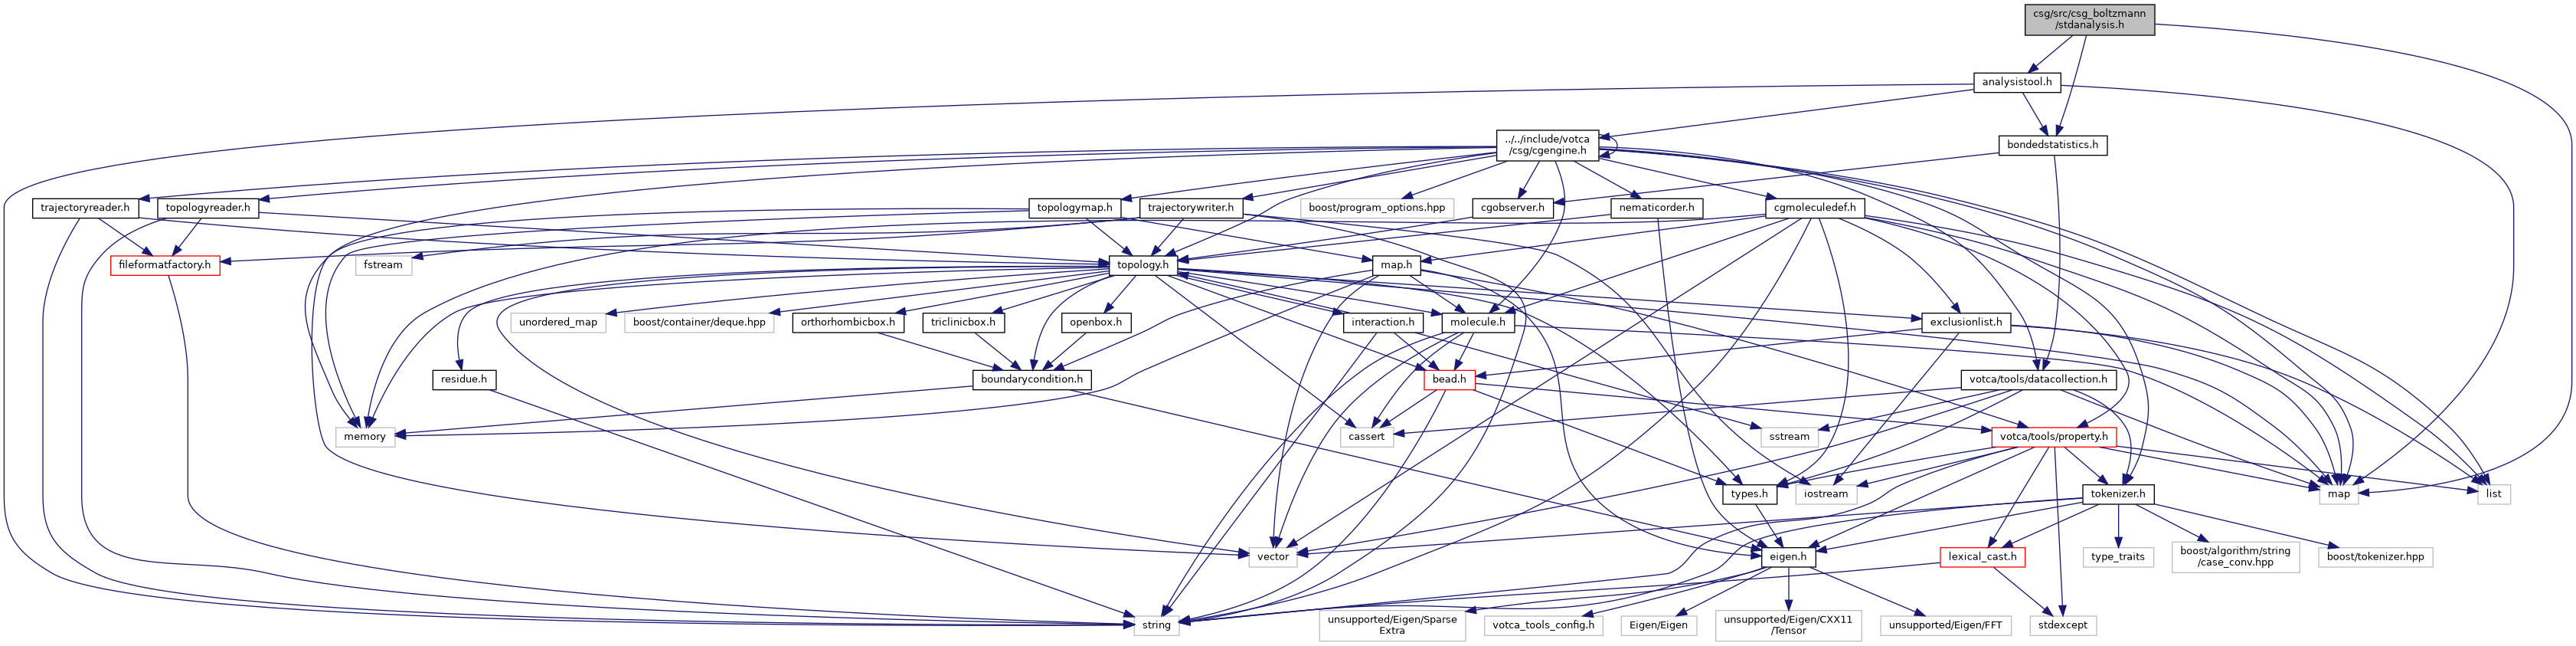 csg/src/csg_boltzmann
/stdanalysis.h
analysistool.h
../../include/votca
/csg/cgengine.h
bondedstatistics.h
trajectoryreader.h
topologyreader.h
topologymap.h
trajectorywriter.h
boost/program_options.hpp
cgobserver.h
nematicorder.h
cgmoleculedef.h
fileformatfactory.h
fstream
topology.h
map.h
unordered_map
boost/container/deque.hpp
orthorhombicbox.h
triclinicbox.h
openbox.h
interaction.h
molecule.h
exclusionlist.h
residue.h
boundarycondition.h
bead.h
votca/tools/datacollection.h
memory
cassert
sstream
votca/tools/property.h
types.h
iostream
tokenizer.h
map
list
vector
eigen.h
lexical_cast.h
type_traits
boost/algorithm/string
/case_conv.hpp
boost/tokenizer.hpp
string
unsupported/Eigen/Sparse
Extra
votca_tools_config.h
Eigen/Eigen
unsupported/Eigen/CXX11
/Tensor
unsupported/Eigen/FFT
stdexcept